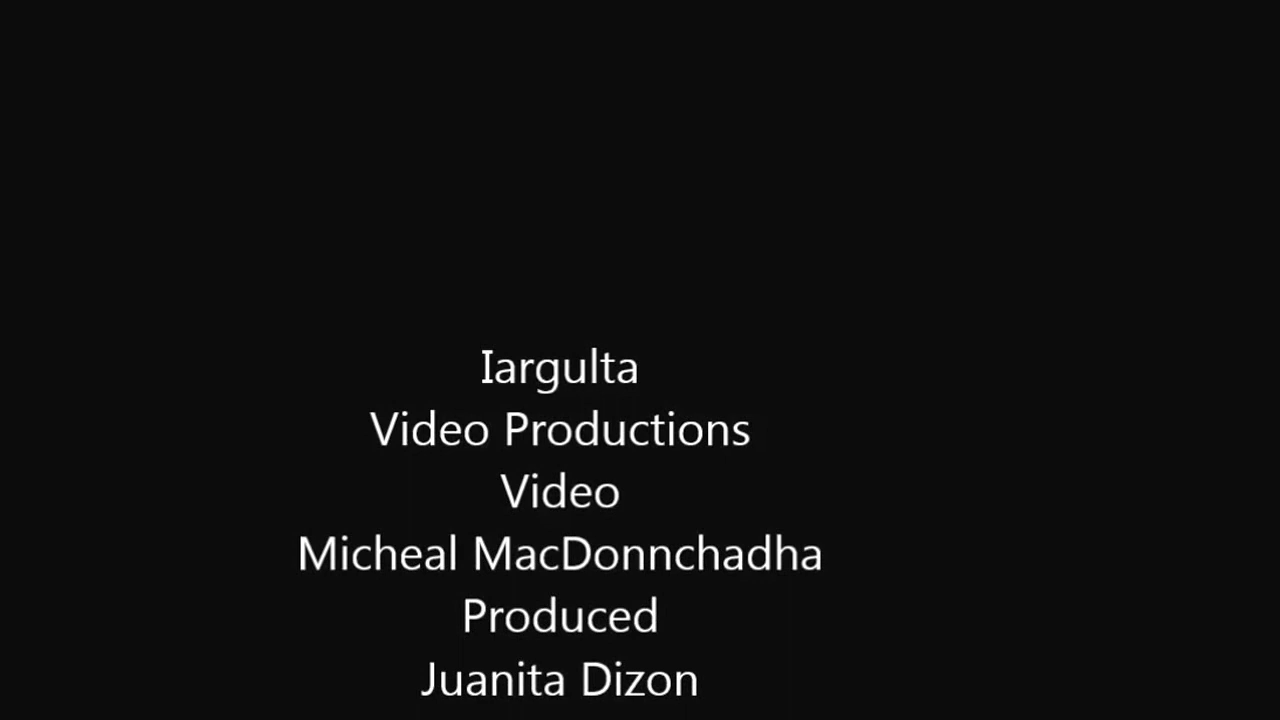 Iargulta
Video Productions
Video
Micheal MacDonnchadha
Produced
Juanita Dizon